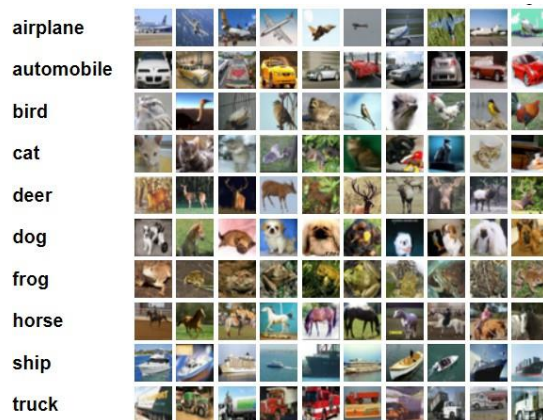 airplane
automobile
bird
cat
deer
dog
frog
horse
ship
truck